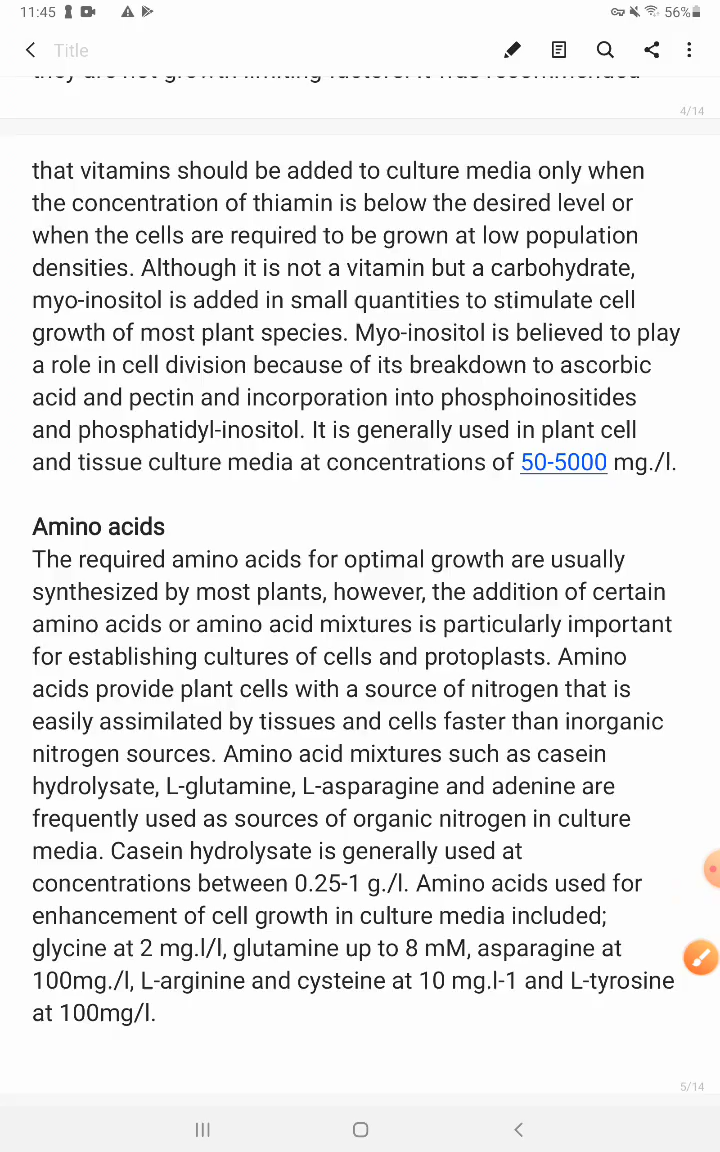 11:45
56%
Title
they are not growth limiting factors. It was recommended
4/14
that vitamins should be added to culture media only when
the concentration of thiamin is below the desired level or
when the cells are required to be grown at low population
densities. Although it is not a vitamin but a carbohydrate,
myo-inositol is added in small quantities to stimulate cell
growth of most plant species. Myo-inositol is believed to play
a role in cell division because of its breakdown to ascorbic
acid and pectin and incorporation into phosphoinositides
and phosphatidyl-inositol. It is generally used in plant cell
and tissue culture media at concentrations of 50-5000 mg./l.
Amino acids
The required amino acids for optimal growth are usually
synthesized by most plants, however, the addition of certain
amino acids or amino acid mixtures is particularly important
for establishing cultures of cells and protoplasts. Amino
acids provide plant cells with a source of nitrogen that is
easily assimilated by tissues and cells faster than inorganic
nitrogen sources. Amino acid mixtures such as casein
hydrolysate, L-glutamine, L-asparagine and adenine are
frequently used as sources of organic nitrogen in culture
media. Casein hydrolysate is generally used at
concentrations between 0.25-1 g./l. Amino acids used for
enhancement of cell growth in culture media included;
glycine at 2 mg.l/l, glutamine up to 8 mM, asparagine at
100mg./l, L-arginine and cysteine at 10 mg.l-1 and L-tyrosine
at 100mg/l.
5/14